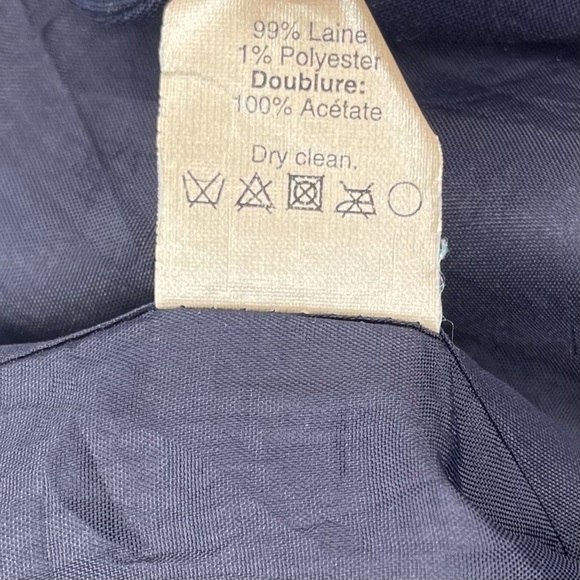 99% Laine
1% Polyester
Doublure:
100% Acétate
Dry clean.